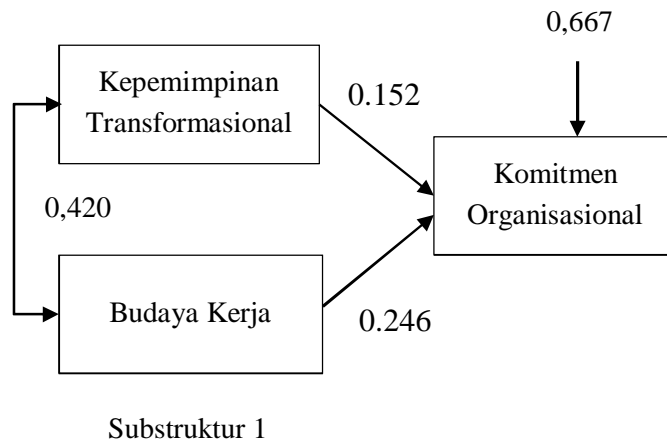 0,667
Kepemimpinan
Transformasional
0.152
Komitmen
Organisasional
0,420
Budaya Kerja
0.246
Substruktur 1